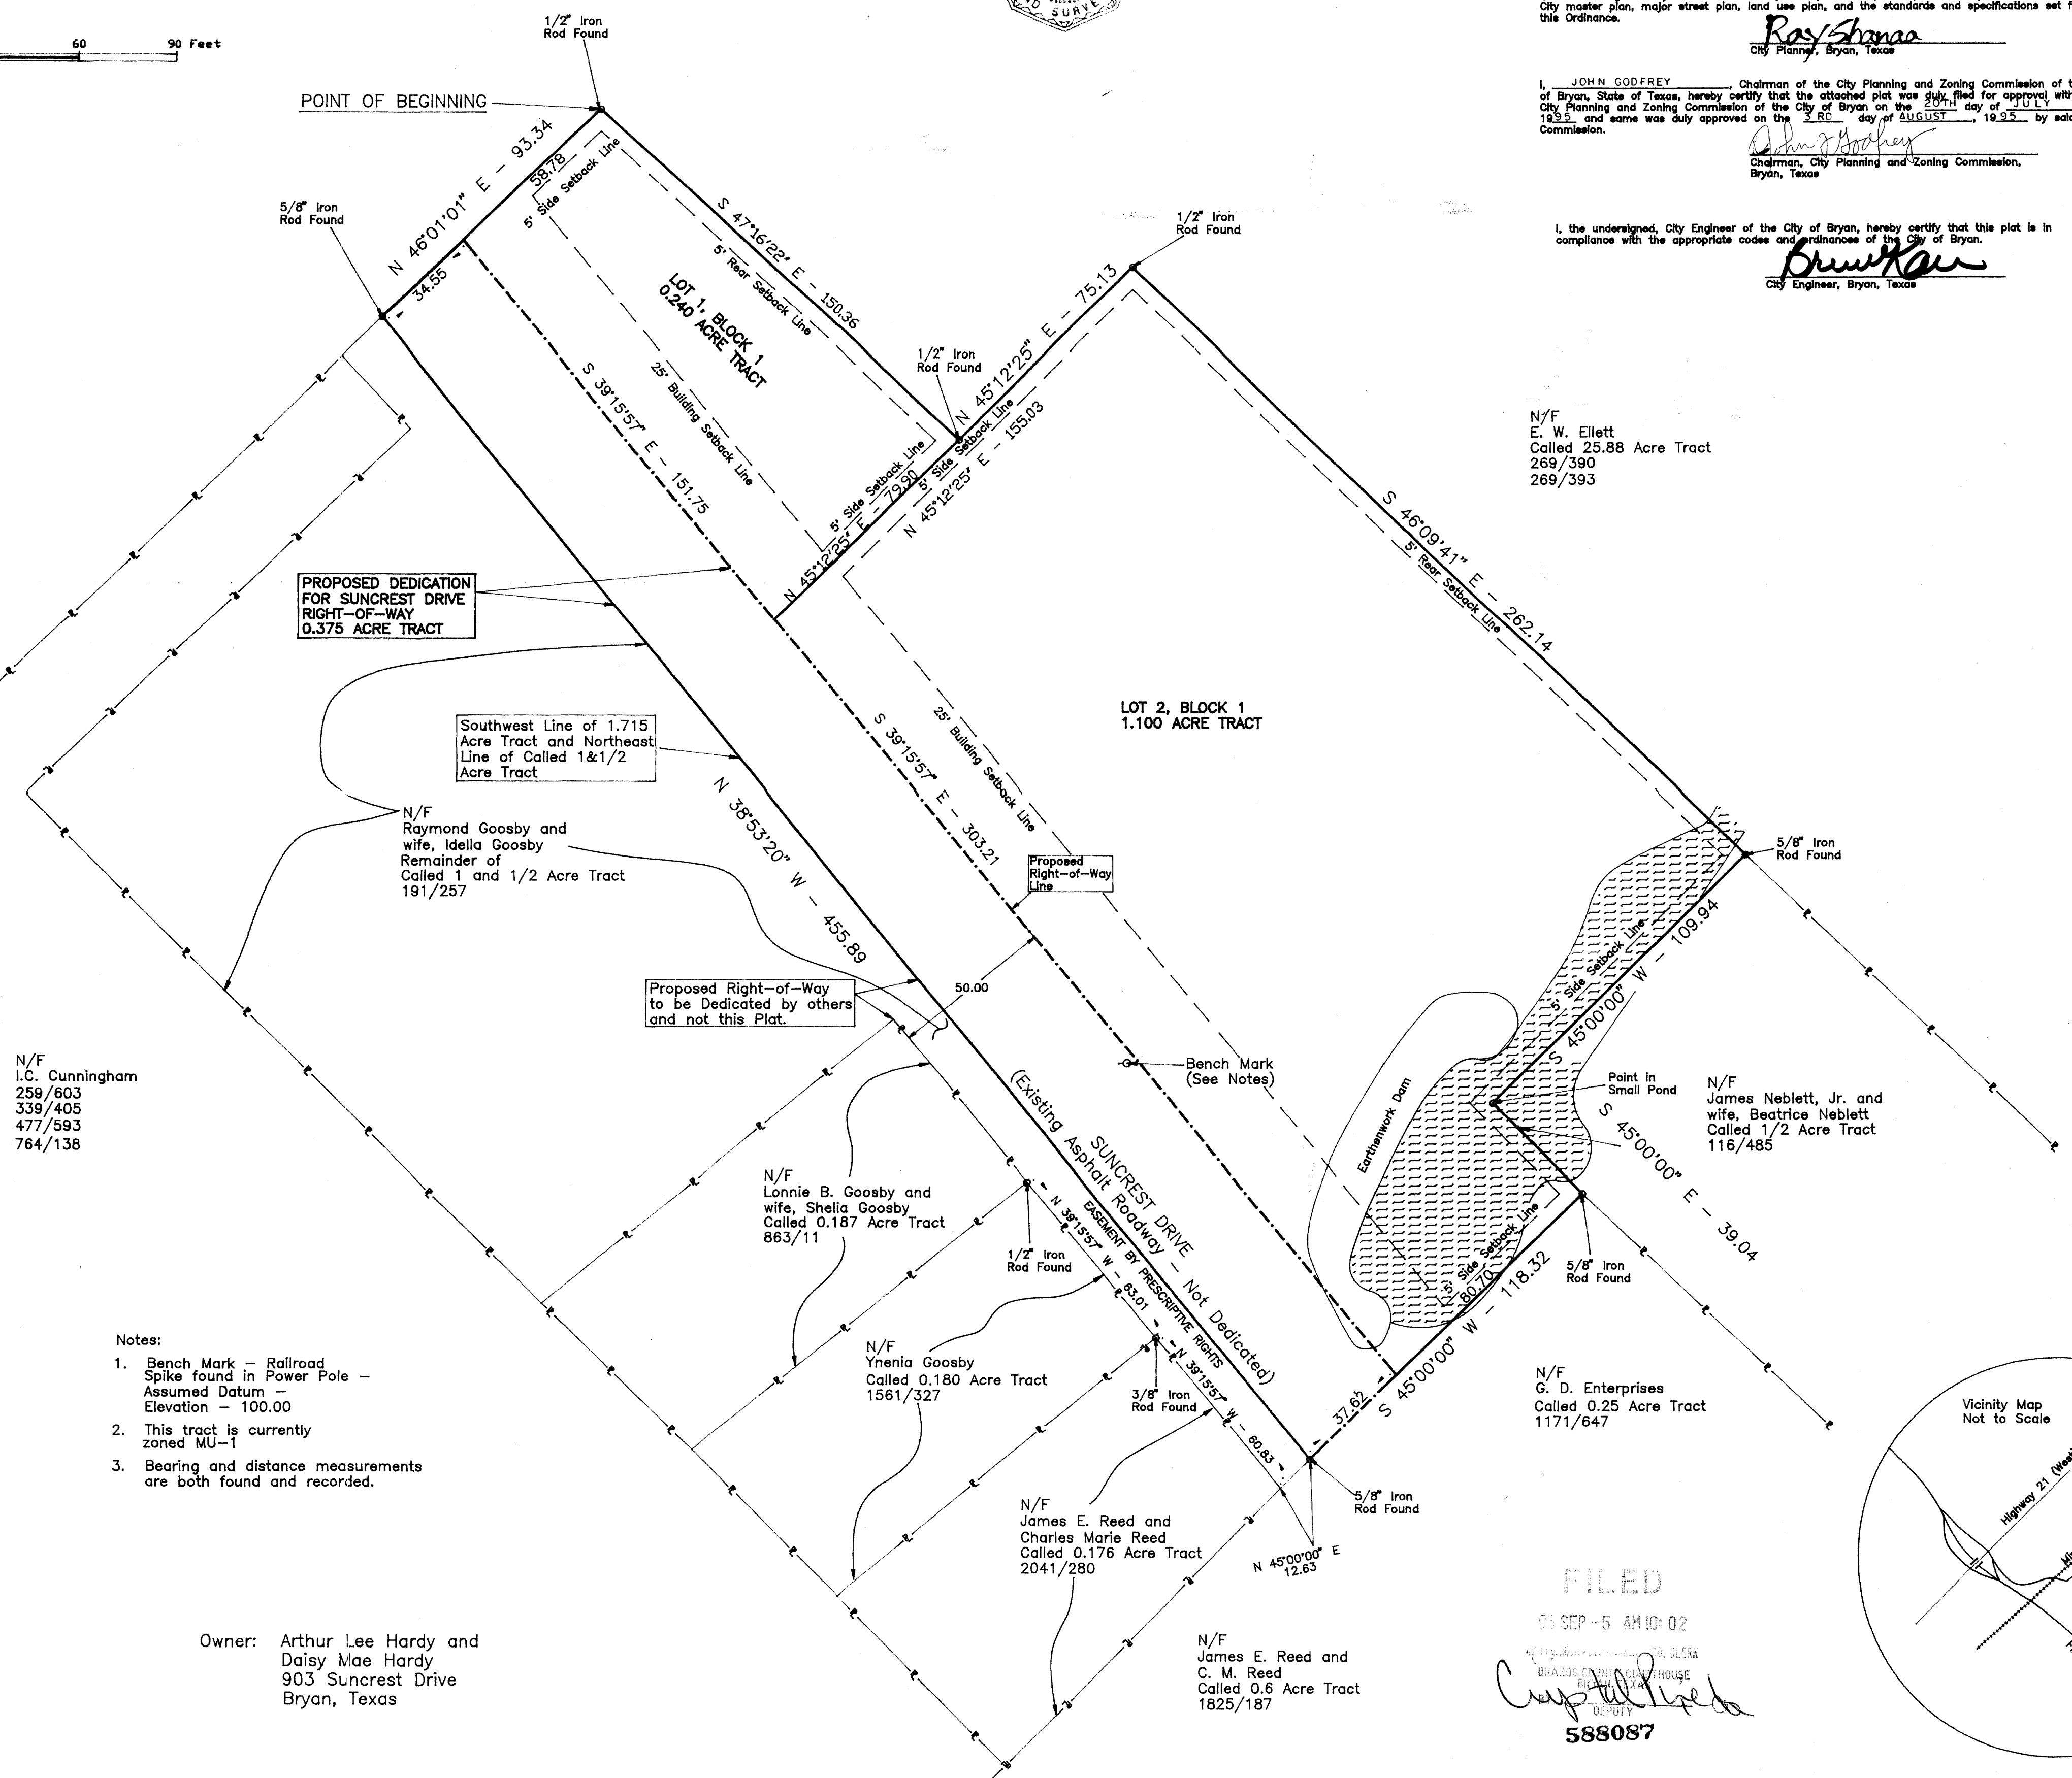 60 90 Feet
1/2" Iron
Rod Found
POINT OF BEGINNING
ND SURVE
City master plan, major street plan, land use plan, and the standards and specifications set f
this Ordinance.
Ray Shanaa
City Planner, Bryan, Texas
I, JOHN GODFREY, Chairman of the City Planning and Zoning Commission of t
of Bryan, State of Texas, hereby certify that the attached plat was duly filed for approval with
City Planning and Zoning Commission of the City of Bryan on the 20TH day of JULY
1995 and same was duly approved on the 3RD day of AUGUST, 1995 by said
Commission.
John J Godfrey
Chairman, City Planning and Zoning Commission,
Bryan, Texas
I, the undersigned, City Engineer of the City of Bryan, hereby certify that this plat is in
compliance with the appropriate codes and ordinances of the City of Bryan.
City Engineer, Bryan, Texas
N 46°01'01" E - 93.34
58.78
5' Side Setback Line
5/8" Iron
Rod Found
34.55
S 47°16'22" E - 150.36
5' Rear Setback Line
LOT 1, BLOCK 1
0.240 ACRE TRACT
25' Building Setback Line
S 39°15'57" E - 151.75
1/2" Iron
Rod Found
1/2" Iron
Rod Found
N 45°12'25" E - 75.13
5' Side Setback Line
N 45°12'25" E - 155.03
5' Side Setback Line
N 45°12'25" E - 79.90
N/F
E. W. Ellett
Called 25.88 Acre Tract
269/390
269/393
S 46°09'41" E - 262.14
5' Rear Setback Line
PROPOSED DEDICATION
FOR SUNCREST DRIVE
RIGHT-OF-WAY
0.375 ACRE TRACT
Southwest Line of 1.715
Acre Tract and Northeast
Line of Called 1&1/2
Acre Tract
LOT 2, BLOCK 1
1.100 ACRE TRACT
S 39°15'57" E - 303.21
25' Building Setback Line
N 38°53'20" W - 455.89
N/F
Raymond Goosby and
wife, Idella Goosby
Remainder of
Called 1 and 1/2 Acre Tract
191/257
Proposed
Right-of-Way
Line
5/8" Iron
Rod Found
Proposed Right-of-Way
to be Dedicated by others
and not this Plat.
50.00
5' Side Setback Line
S 45°00'00" W - 109.94
Bench Mark
(See Notes)
Earthenwork Dam
Point in
Small Pond
S 45°00'00" E - 39.04
N/F
James Neblett, Jr. and
wife, Beatrice Neblett
Called 1/2 Acre Tract
116/485
N/F
I.C. Cunningham
259/603
339/405
477/593
764/138
SUNCREST DRIVE
(Existing Asphalt Roadway - Not Dedicated)
EASEMENT BY PRESCRIPTIVE RIGHTS
N/F
Lonnie B. Goosby and
wife, Shelia Goosby
Called 0.187 Acre Tract
863/11
1/2" Iron
Rod Found
N 39°15'57" W - 63.01
5' Side Setback Line
80.70
S 45°00'00" W - 118.32
5/8" Iron
Rod Found
N/F
Ynenia Goosby
Called 0.180 Acre Tract
1561/327
3/8" Iron
Rod Found
N 39°15'57" W - 60.83
37.62
N/F
G. D. Enterprises
Called 0.25 Acre Tract
1171/647
Notes:
1. Bench Mark - Railroad
Spike found in Power Pole -
Assumed Datum -
Elevation - 100.00
2. This tract is currently
zoned MU-1
3. Bearing and distance measurements
are both found and recorded.
Vicinity Map
Not to Scale
Highway 21 (West
5/8" Iron
Rod Found
N/F
James E. Reed and
Charles Marie Reed
Called 0.176 Acre Tract
2041/280
N 45°00'00" E
12.63
Owner: Arthur Lee Hardy and
Daisy Mae Hardy
903 Suncrest Drive
Bryan, Texas
N/F
James E. Reed and
C. M. Reed
Called 0.6 Acre Tract
1825/187
FILED
95 SEP -5 AM 10:02
CO. CLERK
BRAZOS COUNTY COURTHOUSE
BRYAN, TEXAS
DEPUTY
588087